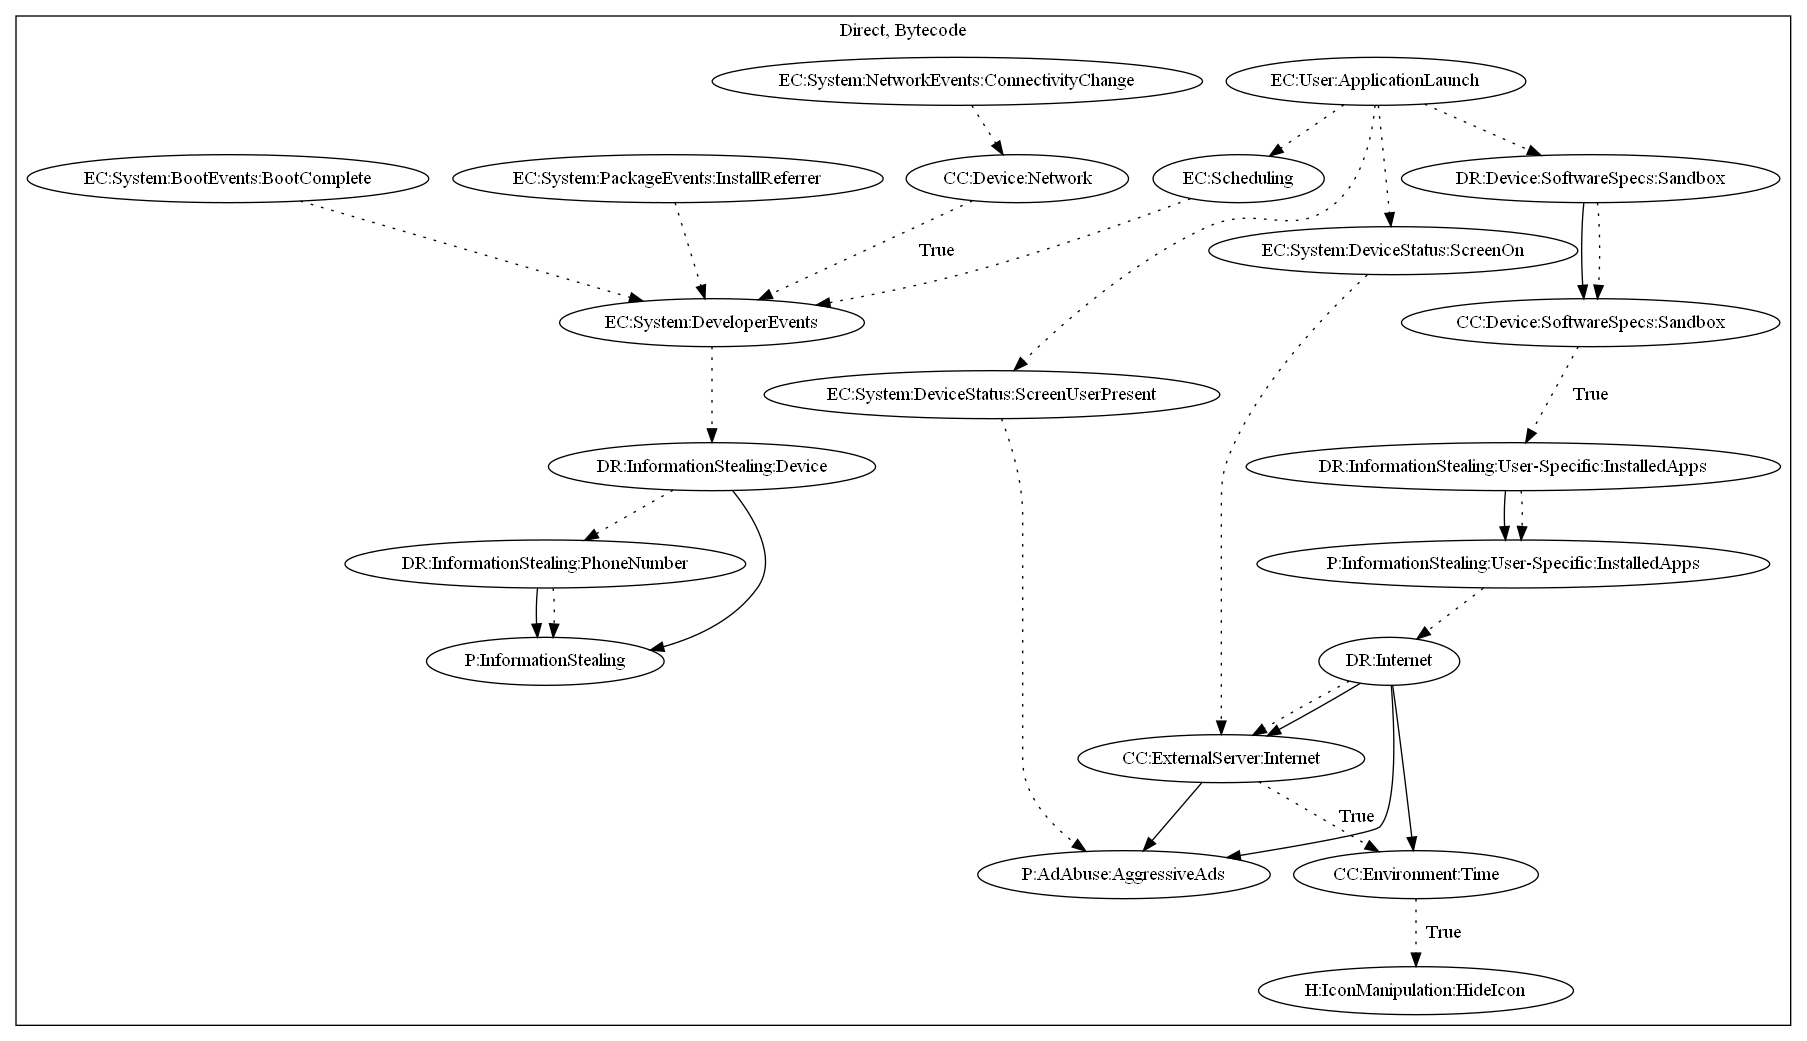 Direct, Bytecode
EC:System:NetworkEvents:ConnectivityChange
EC:User:ApplicationLaunch
EC:System:BootEvents:BootComplete
EC:System:PackageEvents:InstallReferrer
CC:Device:Network
EC:Scheduling
DR:Device:SoftwareSpecs:Sandbox
True
EC:System:DeviceStatus:ScreenOn
EC:System:DeveloperEvents
CC:Device:SoftwareSpecs:Sandbox
EC:System:DeviceStatus:ScreenUserPresent
True
DR:InformationStealing:Device
DR:InformationStealing:User-Specific:InstalledApps
DR:InformationStealing:PhoneNumber
P:InformationStealing:User-Specific:InstalledApps
P:InformationStealing
DR:Internet
CC:ExternalServer:Internet
True
P:AdAbuse:AggressiveAds
CC:Environment:Time
True
H:IconManipulation:HideIcon